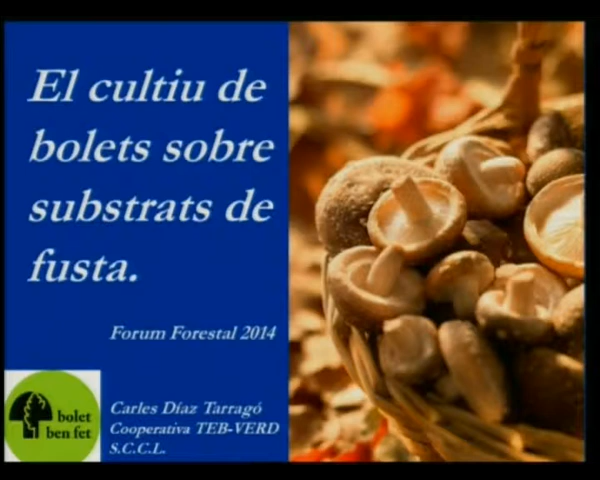 El cultiu de
bolets sobre
substrats de
fusta.
Forum Forestal 2014
bolet
ben fet
Carles Díaz Tarragó
Cooperativa TEB-VERD
S.C.C.L.